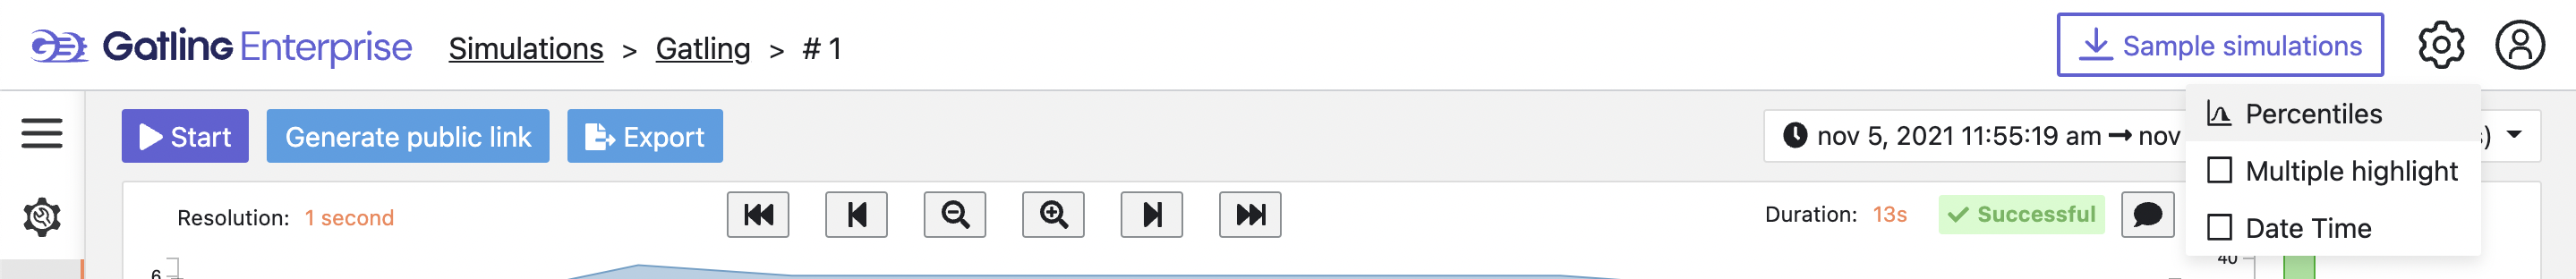 Gatling Enterprise
Simulations > Gatling > # 1
Sample simulations
Start
Generate public link
Export
nov 5, 2021 11:55:19 am → nov
)
Percentiles
Multiple highlight
Date Time
Resolution: 1 second
Duration: 13s
Successful
6
40